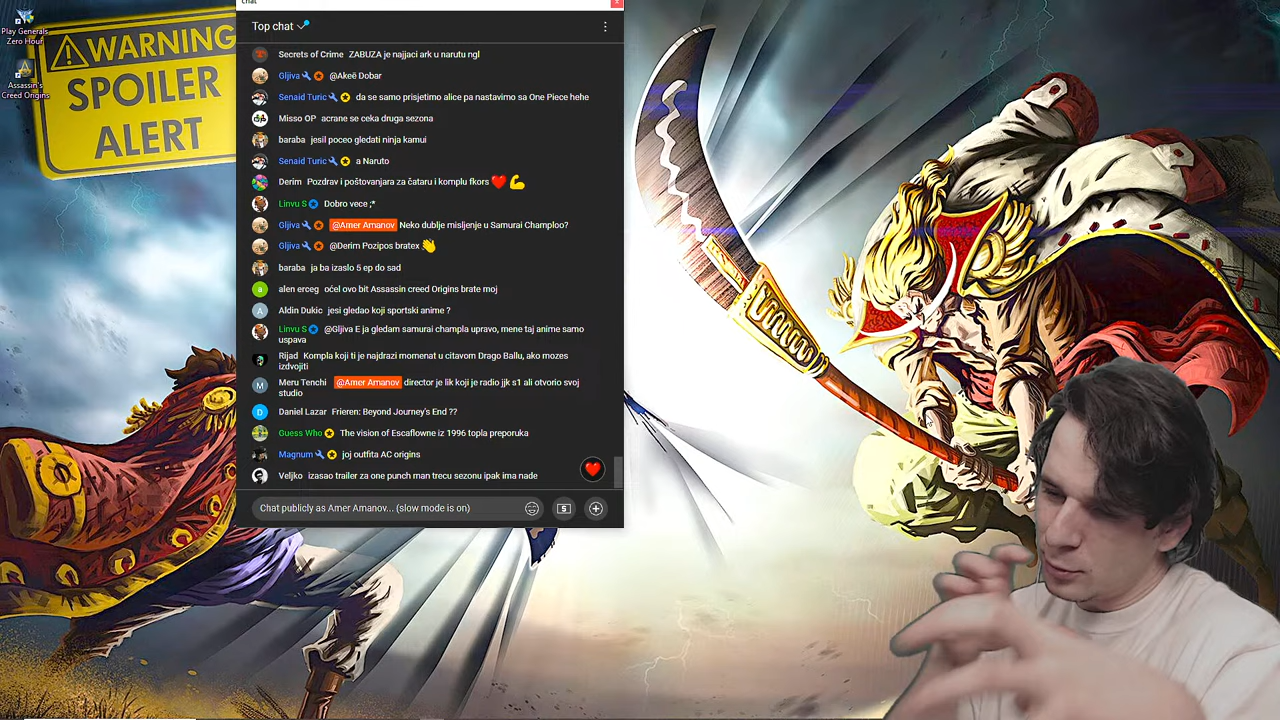 Play Generals
Zero Hour
Assassin's
Creed Origins
WARNING
SPOILER
ALERT
chat
Top chat
Secrets of Crime ZABUZA je najjaci ark u narutu ngl
Gljiva @Akeë Dobar
Senaid Turic da se samo prisjetimo alice pa nastavimo sa One Piece hehe
Misso OP acrane se ceka druga sezona
baraba jesil poceo gledati ninja kamui
Senaid Turic a Naruto
Derim Pozdrav i poštovanjara za čataru i komplu fkors ❤️ 💪
Linvu S Dobro vece ;*
Gljiva @Amer Amanov Neko dublje misljenje u Samurai Champloo?
Gljiva @Derim Pozipos bratex 👋
baraba ja ba izaslo 5 ep do sad
alen erceg oćel ovo bit Assassin creed Origins brate moj
Aldin Dukic jesi gledao koji sportski anime ?
Linvu S @Gljiva E ja gledam samurai champla upravo, mene taj anime samo
uspava
Rijad Kompla koji ti je najdrazi momenat u citavom Drago Ballu, ako mozes
izdvojiti
Meru Tenchi @Amer Amanov director je lik koji je radio jjk s1 ali otvorio svoj
studio
Daniel Lazar Frieren: Beyond Journey's End ??
Guess Who The vision of Escaflowne iz 1996 topla preporuka
Magnum joj outfita AC origins
Veljko izasao trailer za one punch man trecu sezonu ipak ima nade
Chat publicly as Amer Amanov... (slow mode is on)